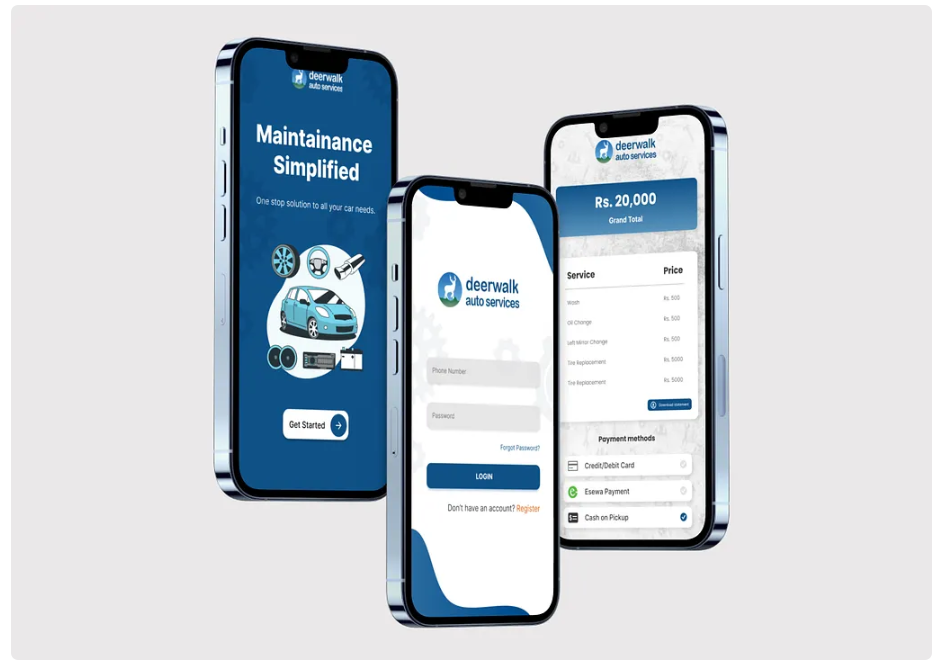 deerwalk
auto services
Maintainance
Simplified
One stop solution to all your car needs.
Get Started
deerwalk
auto services
Phone Number
Password
Forgot Password?
LOGIN
Don't have an account? Register
deerwalk
auto services
Rs. 20,000
Grand Total
Service Price
Wash Rs. 500
Oil Change Rs. 500
Left Mirror Change Rs. 500
Tire Replacement Rs. 5000
Tire Replacement Rs. 5000
Download Statement
Payment methods
Credit/Debit Card
Esewa Payment
Cash on Pickup